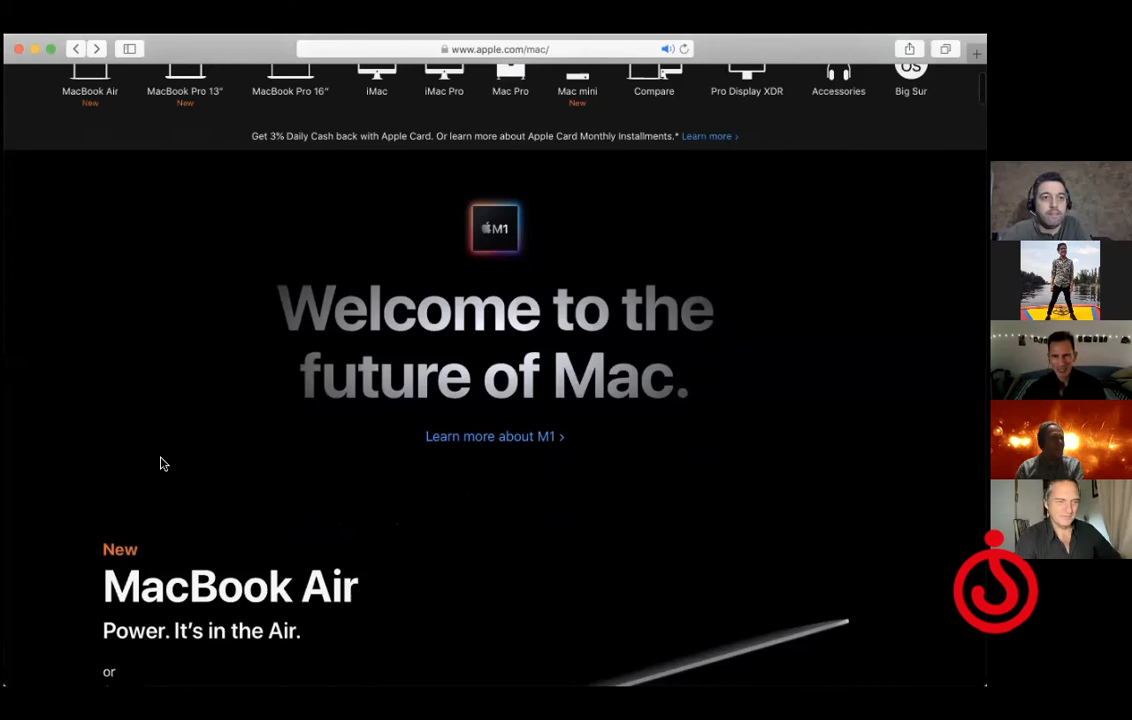 www.apple.com/mac/
OS
MacBook Air
MacBook Pro 13"
MacBook Pro 16"
iMac
iMac Pro
Mac Pro
Mac mini
Compare
Pro Display XDR
Accessories
Big Sur
New
New
New
Get 3% Daily Cash back with Apple Card. Or learn more about Apple Card Monthly Installments.* Learn more >
M1
Welcome to the
future of Mac.
Learn more about M1 >
New
MacBook Air
Power. It's in the Air.
or